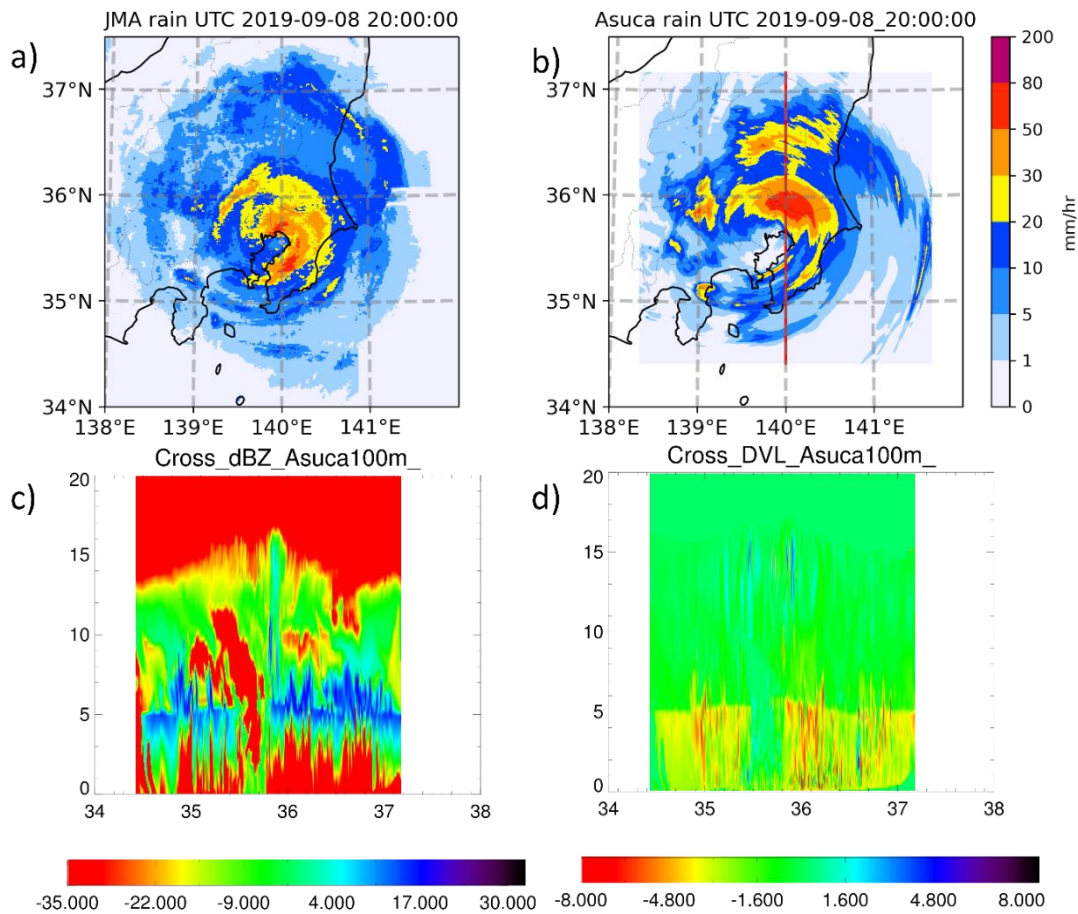 JMA rain UTC 2019-09-08 20:00:00
Asuca rain UTC 2019-09-08_20:00:00
a)
b)
37°N
36°N
35°N
34°N
138°E 139°E 140°E 141°E
37°N
36°N
35°N
34°N
138°E 139°E 140°E 141°E
200
80
50
30
20
10
5
1
0
mm/hr
Cross_dBZ_Asuca100m_
Cross_DVL_Asuca100m_
c)
d)
20
15
10
5
0
34 35 36 37 38
20
15
10
5
0
34 35 36 37 38
-35.000 -22.000 -9.000 4.000 17.000 30.000
-8.000 -4.800 -1.600 1.600 4.800 8.000